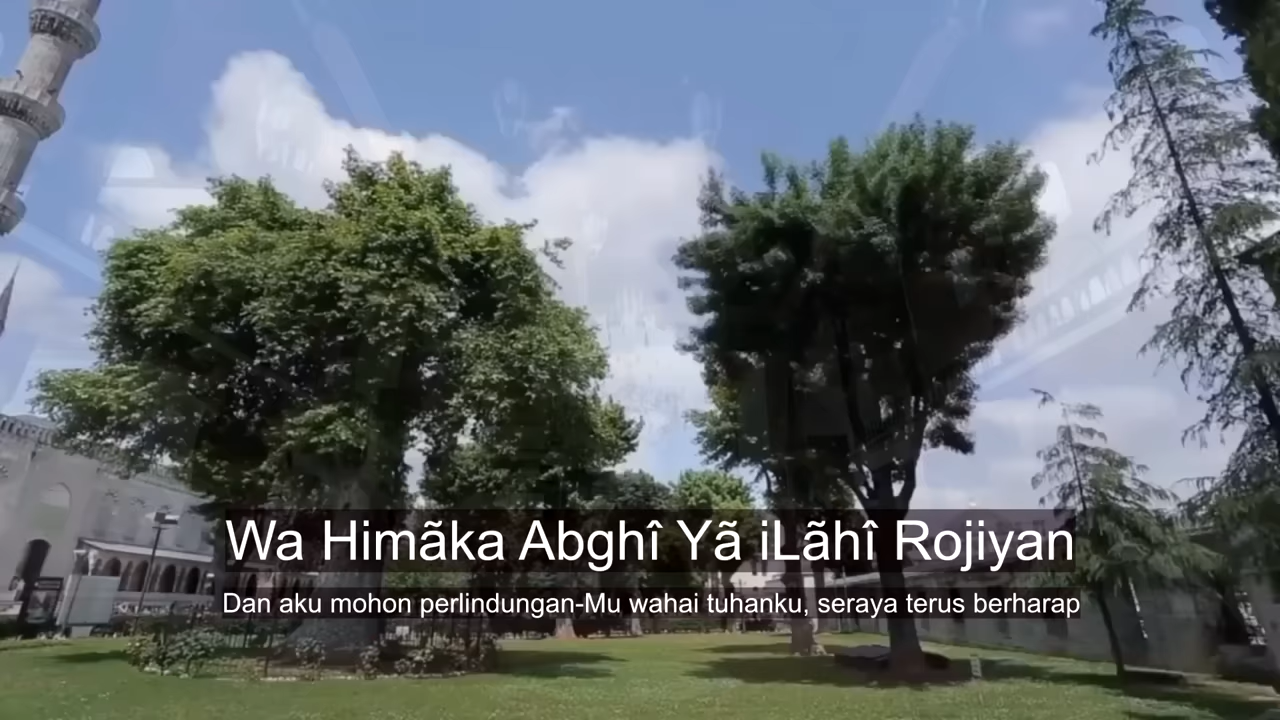 Wa Himãka Abghî Yã iLãhî Rojiyan
Dan aku mohon perlindungan-Mu wahai tuhanku, seraya terus berharap